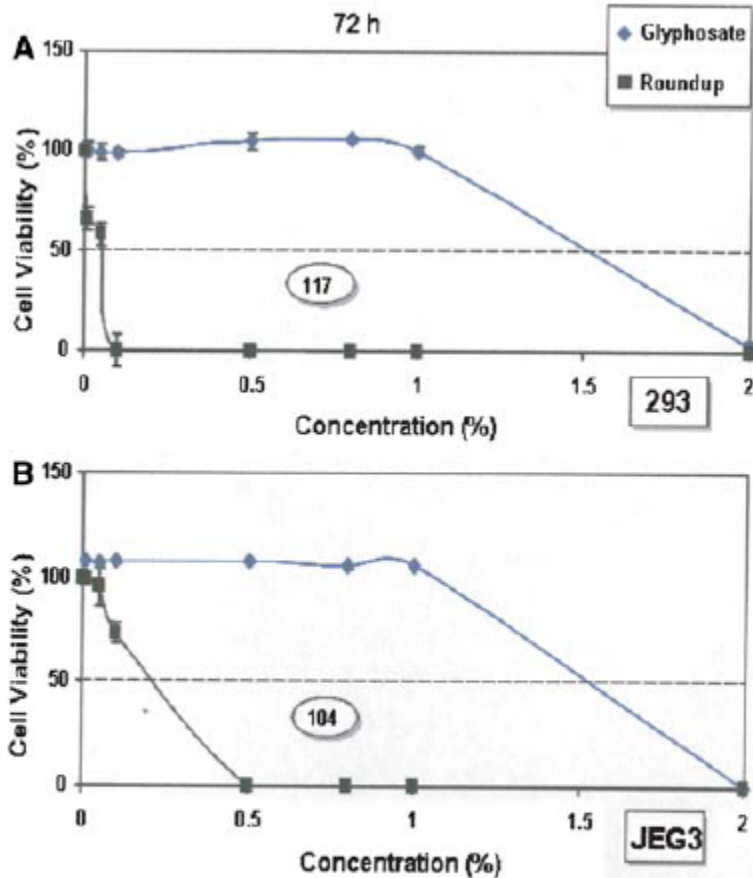 72 h
Glyphosate
Roundup
A
150
100
50
0
Cell Viability (%)
117
0
0.5
1
1.5
2
293
Concentration (%)
B
150
100
50
0
Cell Viability (%)
104
0
0.5
1
1.5
2
JEG3
Concentration (%)